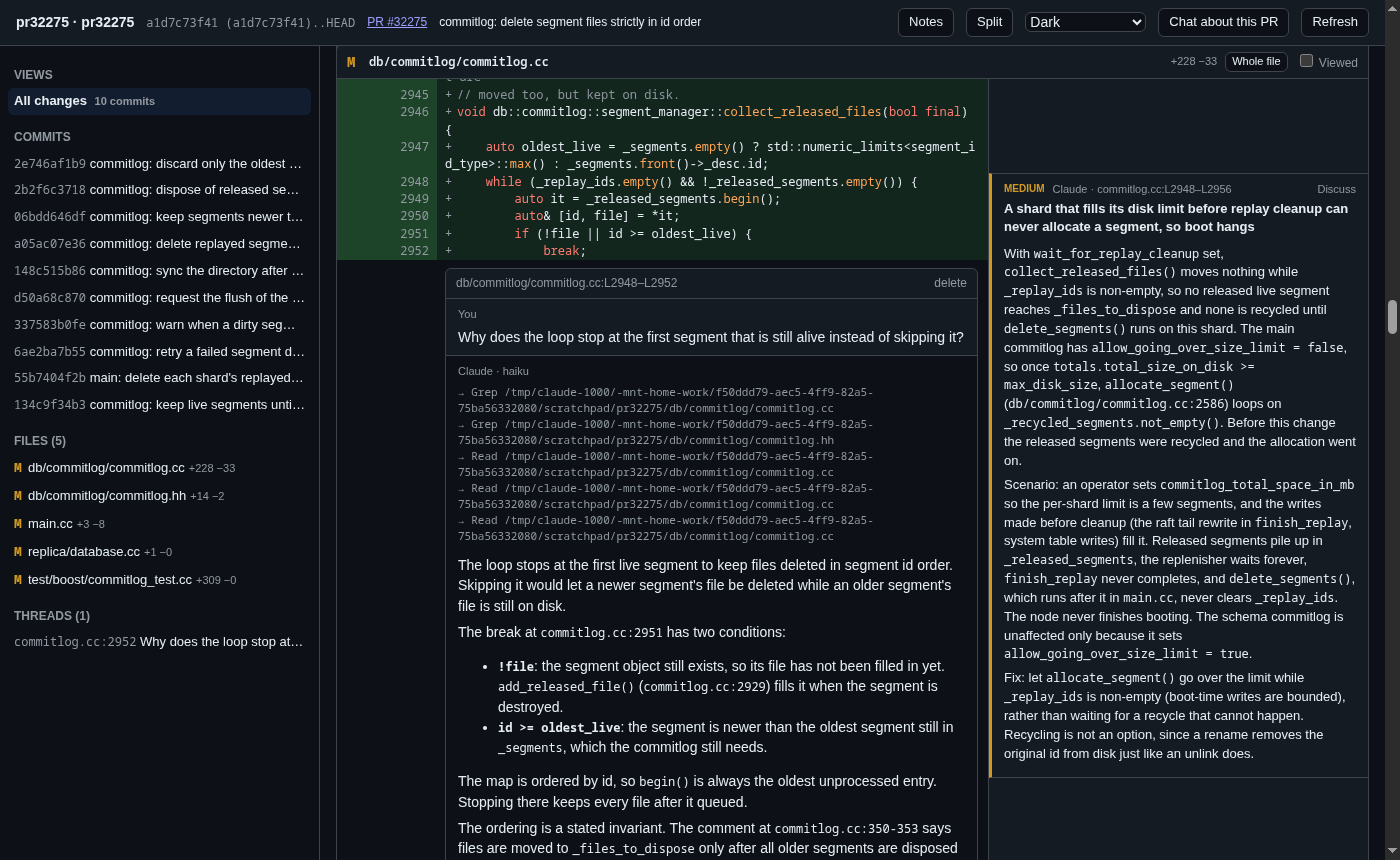 pr32275 · pr32275 a1d7c73f41 (a1d7c73f41)..HEAD PR #32275 commitlog: delete segment files strictly in id order Notes Split Dark Chat about this PR Refresh
VIEWS
All changes 10 commits
COMMITS
2e746af1b9 commitlog: discard only the oldest …
2b2f6c3718 commitlog: dispose of released se…
06bdd646df commitlog: keep segments newer t…
a05ac07e36 commitlog: delete replayed segme…
148c515b86 commitlog: sync the directory after …
d50a68c870 commitlog: request the flush of the …
337583b0fe commitlog: warn when a dirty seg…
6ae2ba7b55 commitlog: retry a failed segment d…
55b7404f2b main: delete each shard's replayed…
134c9f34b3 commitlog: keep live segments unti…
FILES (5)
M db/commitlog/commitlog.cc +228 −33
M db/commitlog/commitlog.hh +14 −2
M main.cc +3 −8
M replica/database.cc +1 −0
M test/boost/commitlog_test.cc +309 −0
THREADS (1)
commitlog.cc:2952 Why does the loop stop at…
M db/commitlog/commitlog.cc +228 −33 Whole file Viewed
2945 + // moved too, but kept on disk.
2946 + void db::commitlog::segment_manager::collect_released_files(bool final)
{
2947 + auto oldest_live = _segments.empty() ? std::numeric_limits<segment_i
d_type>::max() : _segments.front()->_desc.id;
2948 + while (_replay_ids.empty() && !_released_segments.empty()) {
2949 + auto it = _released_segments.begin();
2950 + auto& [id, file] = *it;
2951 + if (!file || id >= oldest_live) {
2952 + break;
db/commitlog/commitlog.cc:L2948–L2952 delete
You
Why does the loop stop at the first segment that is still alive instead of skipping it?
Claude · haiku
→ Grep /tmp/claude-1000/-mnt-home-work/f50ddd79-aec5-4ff9-82a5-
75ba56332080/scratchpad/pr32275/db/commitlog/commitlog.cc
→ Grep /tmp/claude-1000/-mnt-home-work/f50ddd79-aec5-4ff9-82a5-
75ba56332080/scratchpad/pr32275/db/commitlog/commitlog.hh
→ Read /tmp/claude-1000/-mnt-home-work/f50ddd79-aec5-4ff9-82a5-
75ba56332080/scratchpad/pr32275/db/commitlog/commitlog.cc
→ Read /tmp/claude-1000/-mnt-home-work/f50ddd79-aec5-4ff9-82a5-
75ba56332080/scratchpad/pr32275/db/commitlog/commitlog.cc
→ Read /tmp/claude-1000/-mnt-home-work/f50ddd79-aec5-4ff9-82a5-
75ba56332080/scratchpad/pr32275/db/commitlog/commitlog.cc
The loop stops at the first live segment to keep files deleted in segment id order.
Skipping it would let a newer segment's file be deleted while an older segment's
file is still on disk.
The break at commitlog.cc:2951 has two conditions:
• !file: the segment object still exists, so its file has not been filled in yet.
add_released_file() (commitlog.cc:2929) fills it when the segment is
destroyed.
• id >= oldest_live: the segment is newer than the oldest segment still in
_segments, which the commitlog still needs.
The map is ordered by id, so begin() is always the oldest unprocessed entry.
Stopping there keeps every file after it queued.
The ordering is a stated invariant. The comment at commitlog.cc:350-353 says
files are moved to _files_to_dispose only after all older segments are disposed
MEDIUM Claude · commitlog.cc:L2948–L2956 Discuss
A shard that fills its disk limit before replay cleanup can
never allocate a segment, so boot hangs
With wait_for_replay_cleanup set,
collect_released_files() moves nothing while
_replay_ids is non-empty, so no released live segment
reaches _files_to_dispose and none is recycled until
delete_segments() runs on this shard. The main
commitlog has allow_going_over_size_limit = false,
so once totals.total_size_on_disk >=
max_disk_size, allocate_segment()
(db/commitlog/commitlog.cc:2586) loops on
_recycled_segments.not_empty(). Before this change
the released segments were recycled and the allocation went
on.
Scenario: an operator sets commitlog_total_space_in_mb
so the per-shard limit is a few segments, and the writes
made before cleanup (the raft tail rewrite in finish_replay,
system table writes) fill it. Released segments pile up in
_released_segments, the replenisher waits forever,
finish_replay never completes, and delete_segments(),
which runs after it in main.cc, never clears _replay_ids.
The node never finishes booting. The schema commitlog is
unaffected only because it sets
allow_going_over_size_limit = true.
Fix: let allocate_segment() go over the limit while
_replay_ids is non-empty (boot-time writes are bounded),
rather than waiting for a recycle that cannot happen.
Recycling is not an option, since a rename removes the
original id from disk just like an unlink does.